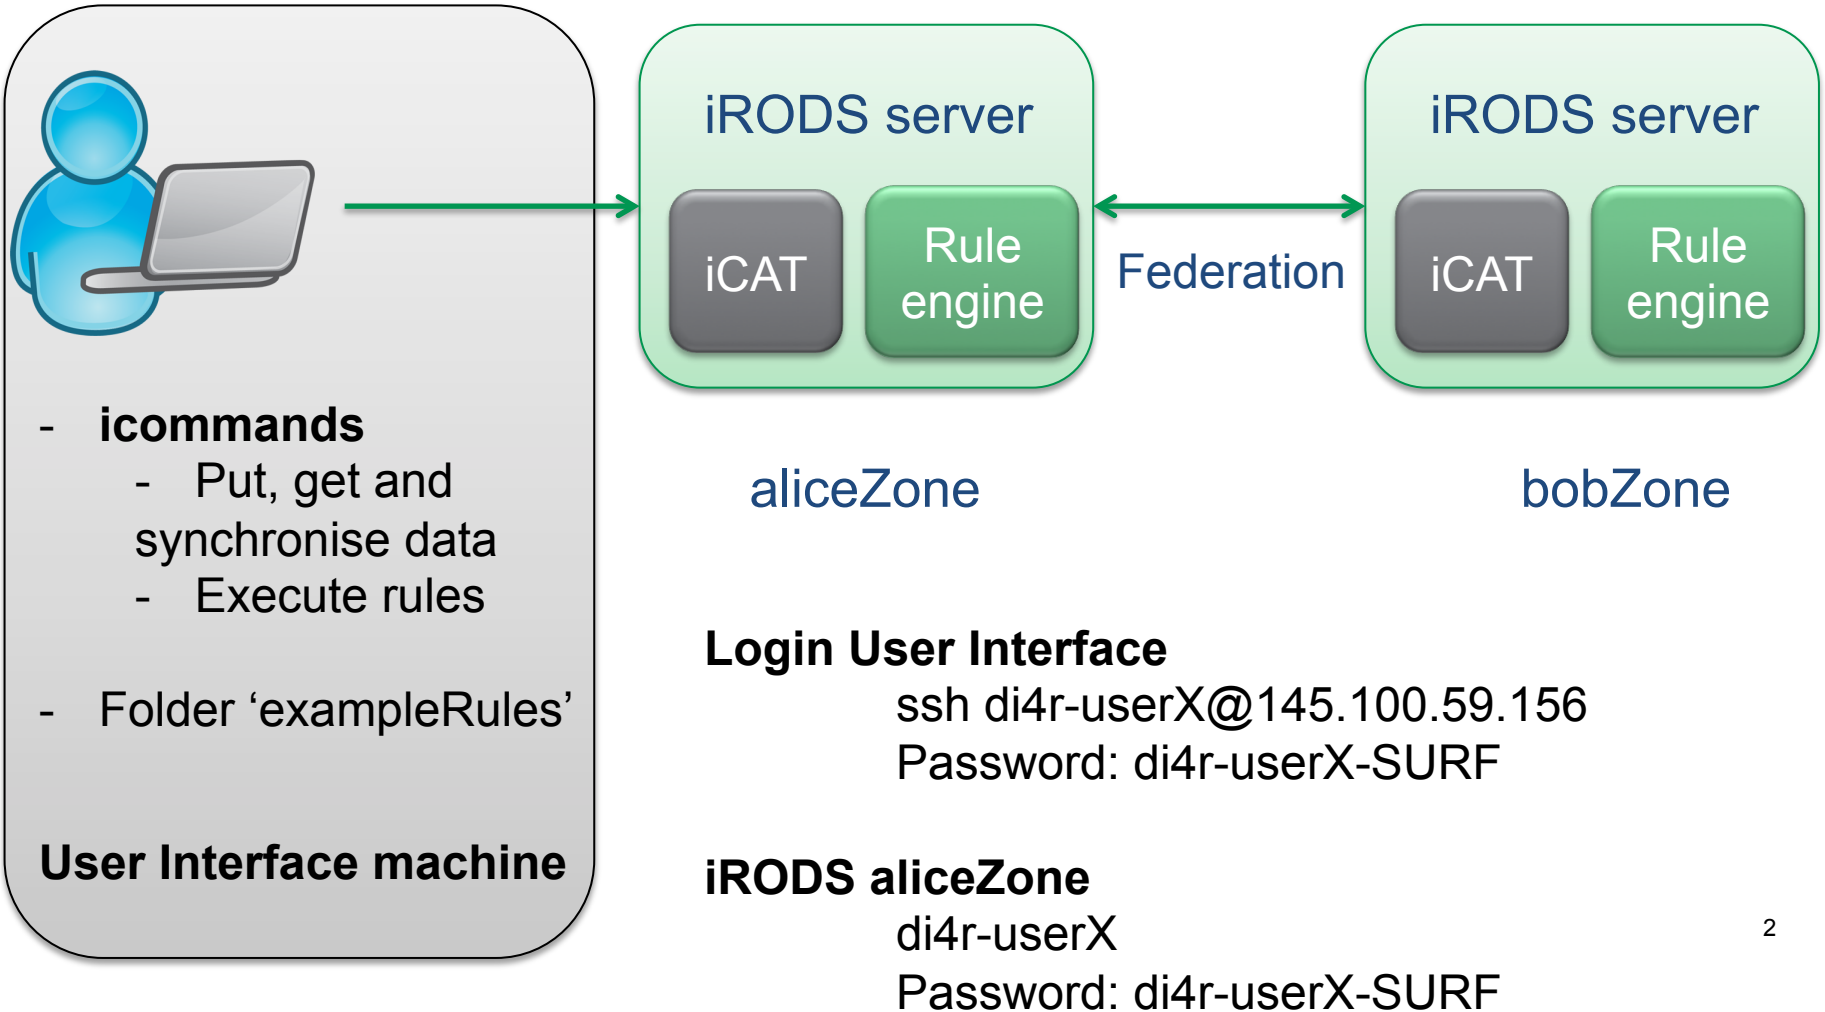 - icommands
- Put, get and
synchronise data
- Execute rules
- Folder ‘exampleRules’
User Interface machine
iRODS server
iCAT
Rule
engine
aliceZone
Federation
iRODS server
iCAT
Rule
engine
bobZone
Login User Interface
ssh di4r-userX@145.100.59.156
Password: di4r-userX-SURF
iRODS aliceZone
di4r-userX
Password: di4r-userX-SURF
2